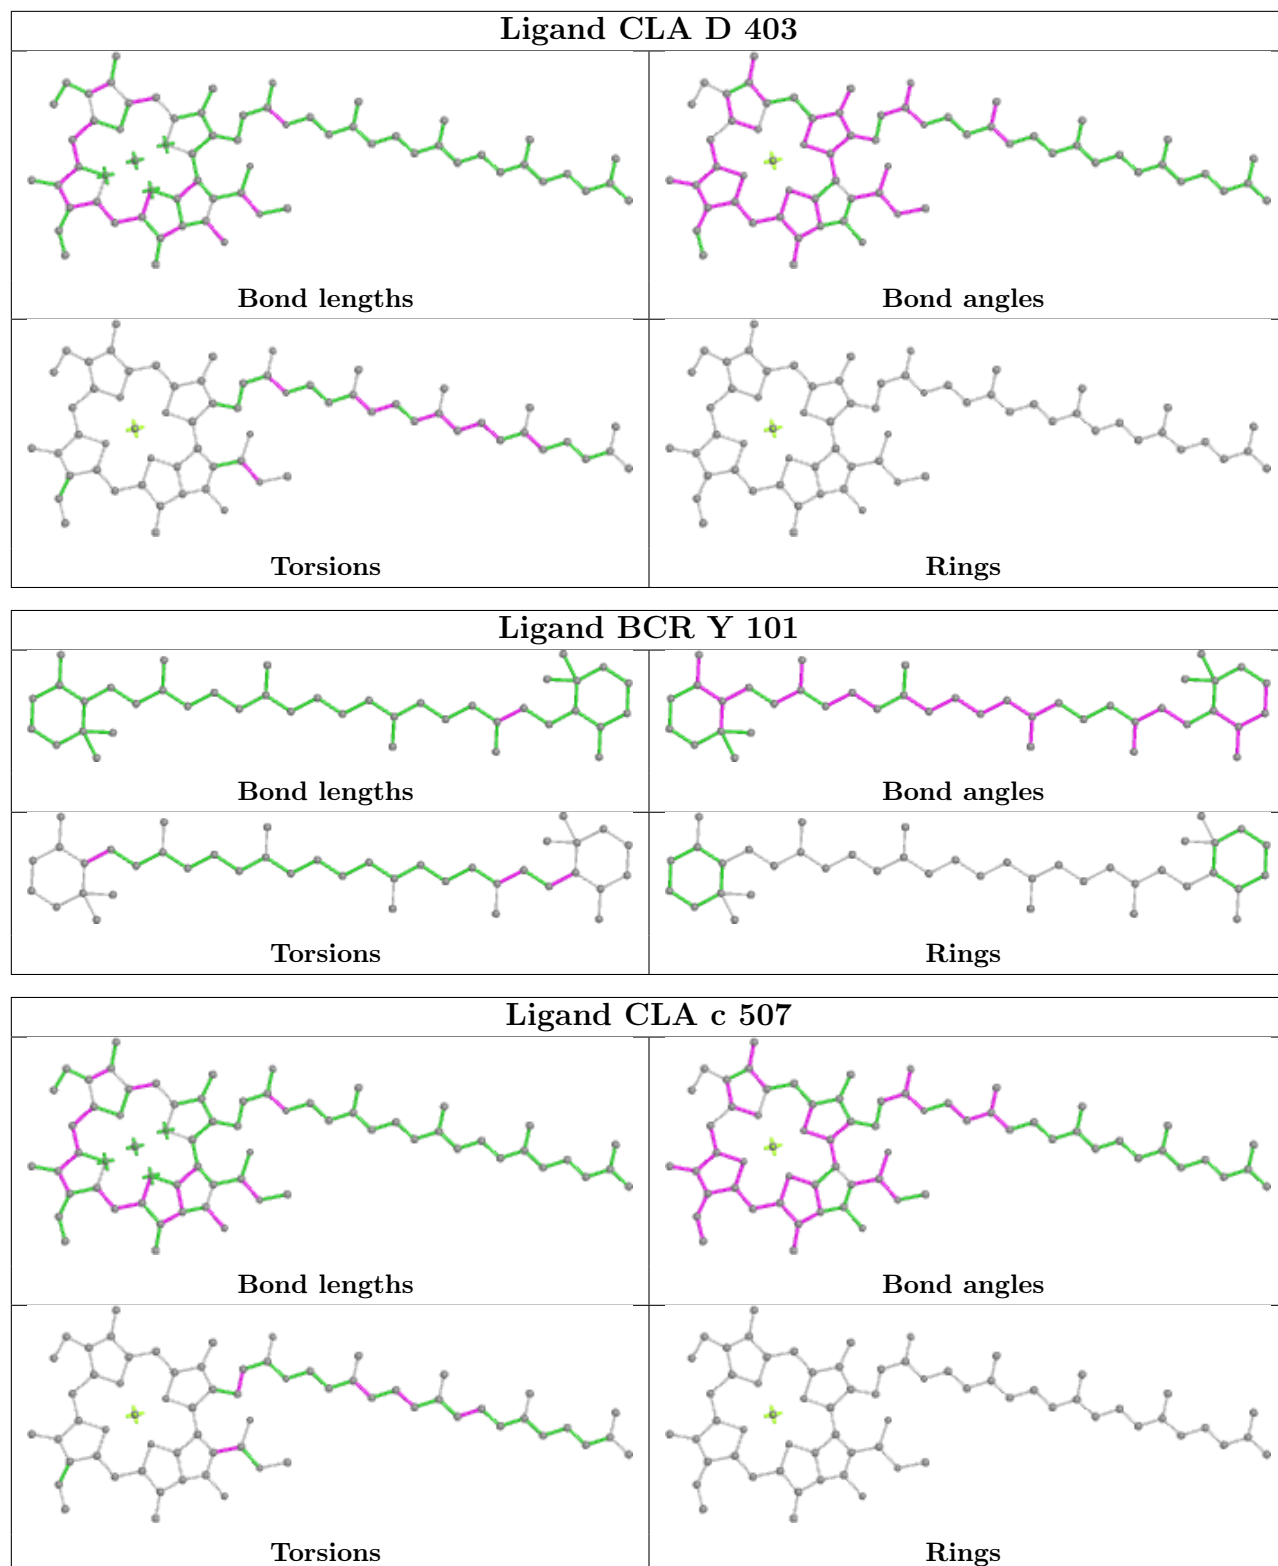 Ligand CLA D 403
Bond lengths
Bond angles
Torsions
Rings
Ligand BCR Y 101
Bond lengths
Bond angles
Torsions
Rings
Ligand CLA c 507
Bond lengths
Bond angles
Torsions
Rings